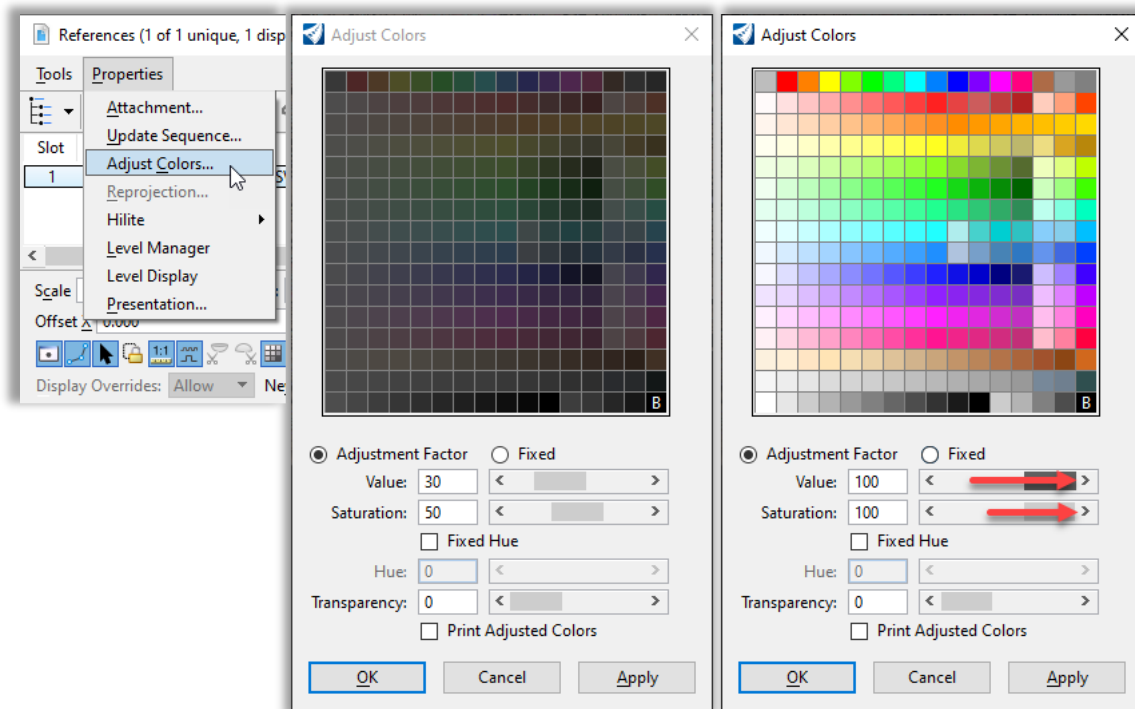 References (1 of 1 unique, 1 disp
Tools Properties
Attachment...
Update Sequence...
Slot
Adjust Colors...
1
Reprojection...
Hilite
Level Manager
Level Display
Scale
Presentation...
Offset X 0.000
1:1
Display Overrides: Allow
Adjust Colors
B
Adjustment Factor Fixed
Value: 30
Saturation: 50
Fixed Hue
Hue: 0
Transparency: 0
Print Adjusted Colors
OK Cancel Apply
Adjust Colors
B
Adjustment Factor Fixed
Value: 100
Saturation: 100
Fixed Hue
Hue: 0
Transparency: 0
Print Adjusted Colors
OK Cancel Apply